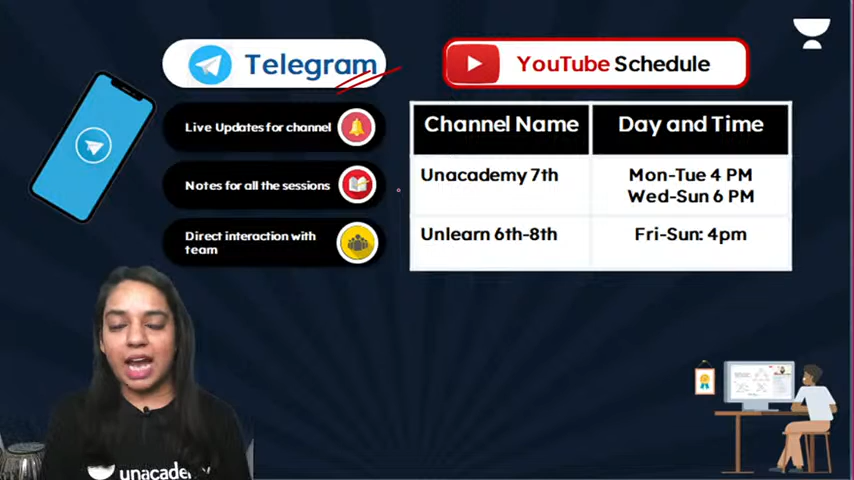 Telegram
YouTube Schedule
Live Updates for channel
Notes for all the sessions
Direct interaction with
team
Channel Name
Day and Time
Unacademy 7th
Mon-Tue 4 PM
Wed-Sun 6 PM
Unlearn 6th-8th
Fri-Sun: 4pm
unacademy